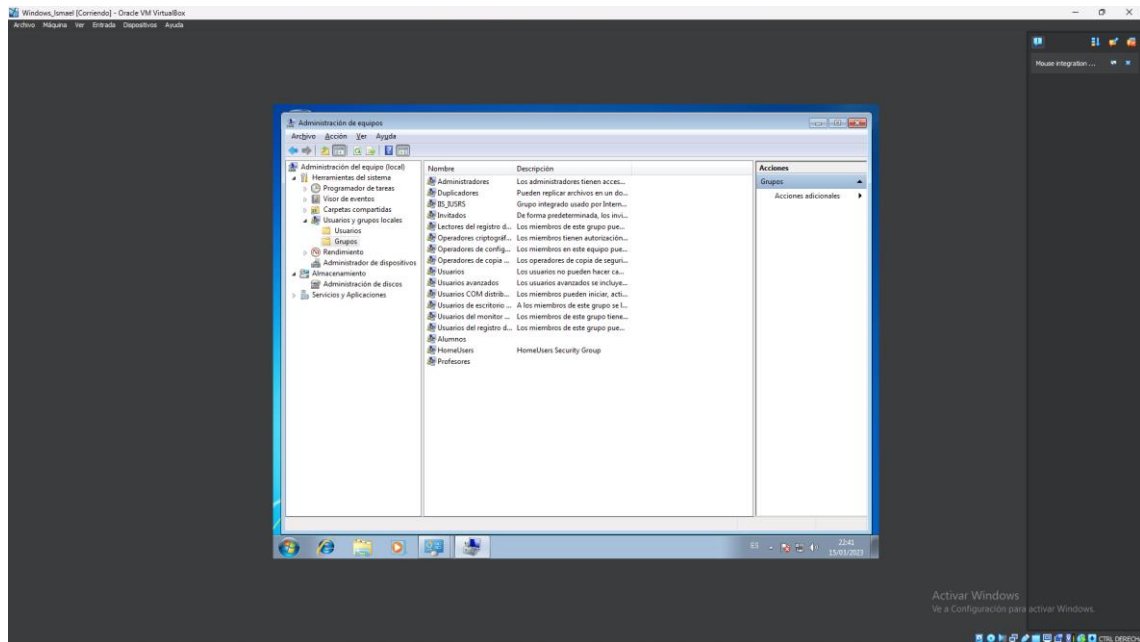 Windows_Ismael [Corriendo] - Oracle VM VirtualBox
Archivo Máquina Ver Entrada Dispositivos Ayuda
Mouse integration ...
Administración de equipos
Archivo Acción Ver Ayuda
Administración del equipo (local)
Herramientas del sistema
Programador de tareas
Visor de eventos
Carpetas compartidas
Usuarios y grupos locales
Usuarios
Grupos
Rendimiento
Administrador de dispositivos
Almacenamiento
Administración de discos
Servicios y Aplicaciones
Nombre Descripción
Administradores Los administradores tienen acces...
Duplicadores Pueden replicar archivos en un do...
IIS_IUSRS Grupo integrado usado por Intern...
Invitados De forma predeterminada, los invi...
Lectores del registro d... Los miembros de este grupo pue...
Operadores criptográf... Los miembros tienen autorización...
Operadores de config... Los miembros en este equipo pue...
Operadores de copia ... Los operadores de copia de seguri...
Usuarios Los usuarios no pueden hacer ca...
Usuarios avanzados Los usuarios avanzados se incluye...
Usuarios COM distrib... Los miembros pueden iniciar, acti...
Usuarios de escritorio ... A los miembros de este grupo se l...
Usuarios del monitor ... Los miembros de este grupo tiene...
Usuarios del registro d... Los miembros de este grupo pue...
Alumnos
HomeUsers HomeUsers Security Group
Profesores
Acciones
Grupos
Acciones adicionales
ES
22:41
15/03/2023
Activar Windows
Ve a Configuración para activar Windows.
CTRL DERECH